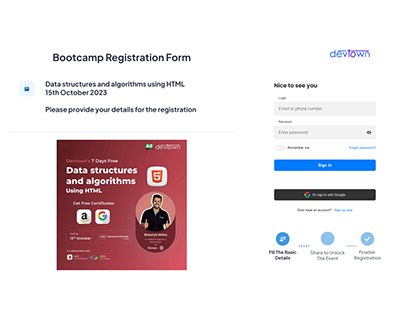 Bootcamp Registration Form
Data structures and algorithms using HTML
15th October 2023
Please provide your details for the registration
devtown
Devtown's 7 Days Free
Data structures
and algorithms
Using HTML
Get Free Certificates
15th October
devtown
Nice to see you
Login
Email or phone number
Password
Enter password
Remember me
Forgot password?
Sign in
Or sign in with Google
Dont have an account? Sign up now
Fill The Basic
Details
Share to Unlock
The Event
Finalize
Registration